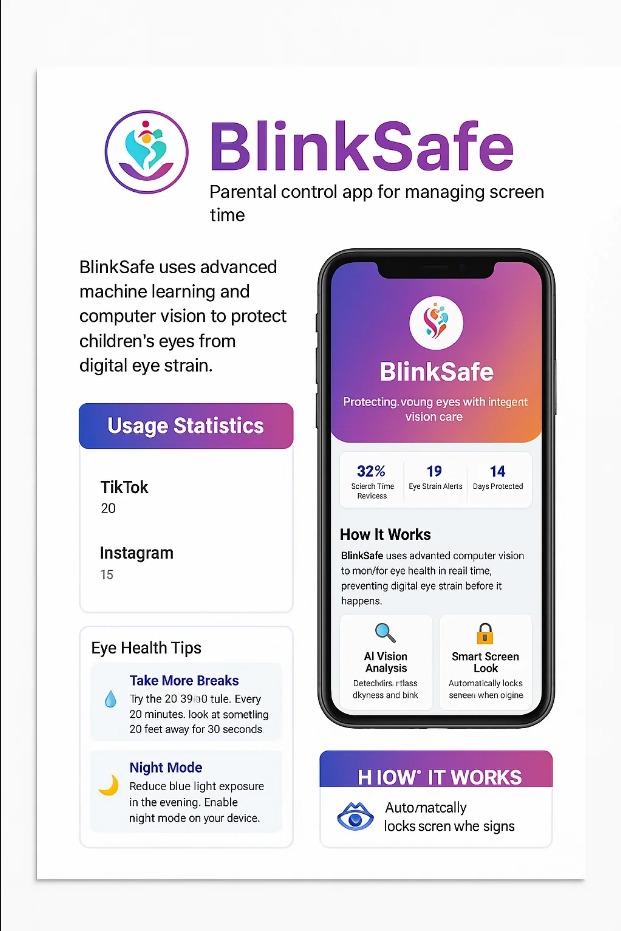 BlinkSafe
Parental control app for managing screen
time
BlinkSafe uses advanced
machine learning and
computer vision to protect
children's eyes from
digital eye strain.
Usage Statistics
TikTok
20
Instagram
15
Eye Health Tips
Take More Breaks
Try the 20 tule. Every
20 minutes. look at sometling
20 feet away for 30 seconds
Night Mode
Reduce blue light exposure
in the evening. Enable
night mode on your device.
BlinkSafe
Protecting.voung eyes with integent
vision care
32%
Scierch Time
Revicess
19
Eye Strain Alerts
14
Days Protected
How It Works
BlinkSafe uses advanted computer vision
to mon/for eye health in reail time,
preventing digital eye strain before it
happens.
AI Vision
Analysis
dkyness and bink
Smart Screen
Look
Automatically locks
seneen when oigine
H IOW' IT WORKS
Auto/natcally
locks scren whe signs